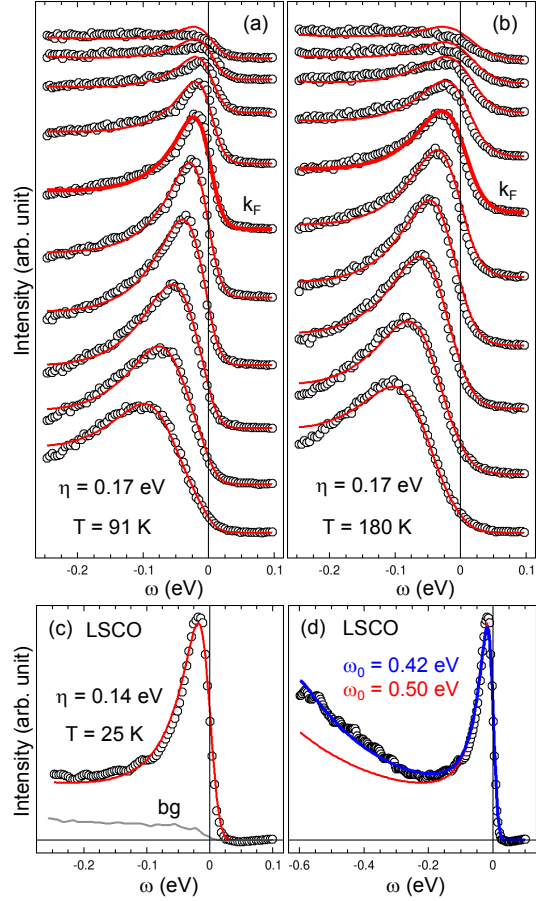 (a)
(b)
k_F
k_F
Intensity (arb. unit)
η = 0.17 eV
T = 91 K
η = 0.17 eV
T = 180 K
-0.2 -0.1 0 0.1
-0.2 -0.1 0 0.1
ω (eV)
ω (eV)
(c) LSCO
η = 0.14 eV
T = 25 K
bg
(d) LSCO
ω₀ = 0.42 eV
ω₀ = 0.50 eV
Intensity (arb. unit)
-0.2 -0.1 0 0.1
-0.6 -0.4 -0.2 0
ω (eV)
ω (eV)